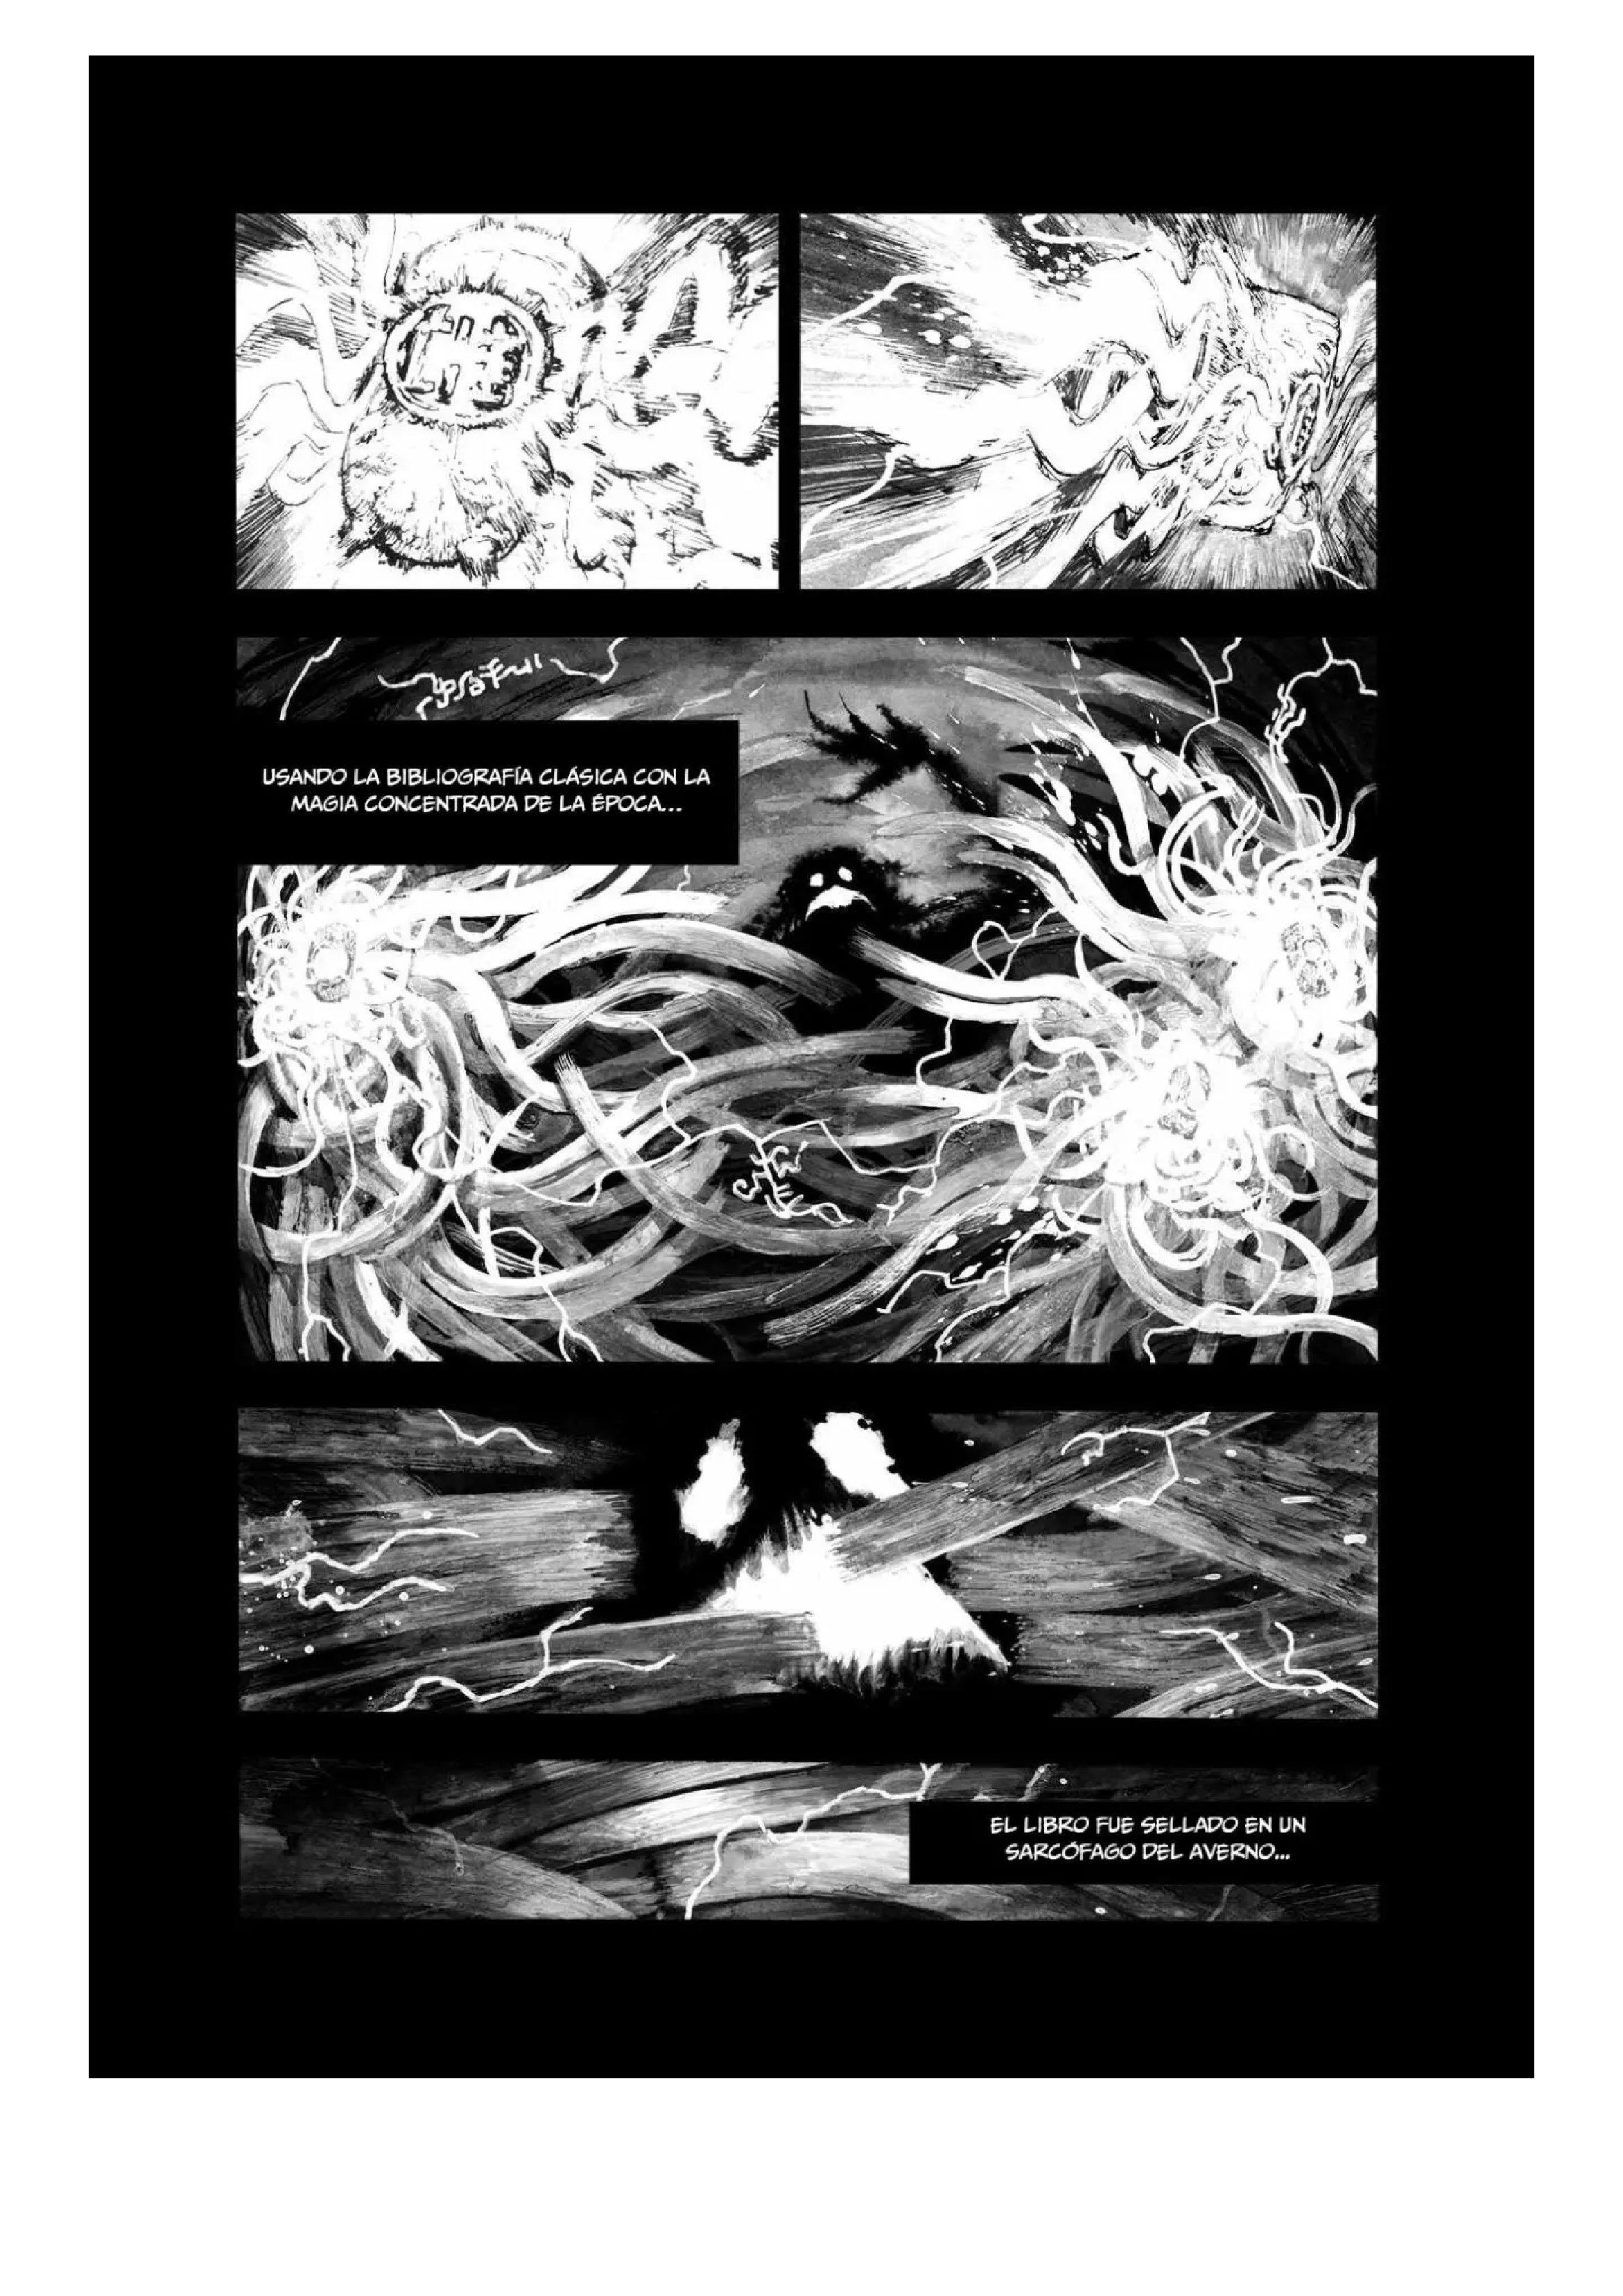 USANDO LA BIBLIOGRAFÍA CLÁSICA CON LA
MAGIA CONCENTRADA DE LA ÉPOCA...
EL LIBRO FUE SELLADO EN UN
SARCÓFAGO DEL AVERNO...